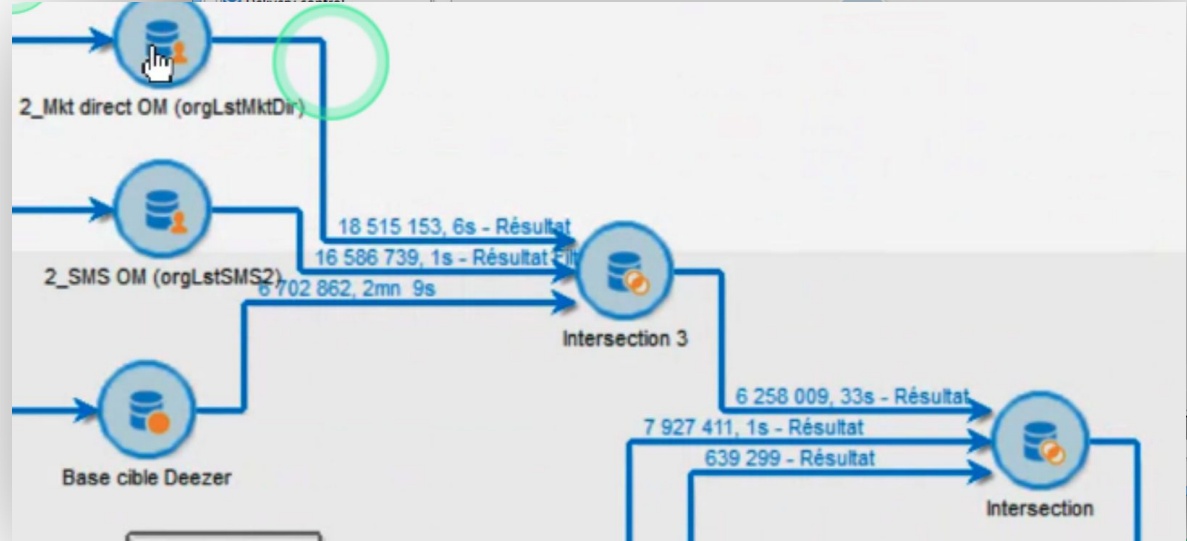 2_Mkt direct OM (orgLstMktDir)
18 515 153, 6s - Résultat
16 586 739, 1s - Résultat Filt
2_SMS OM (orgLstSMS2)
6 702 862, 2mn 9s
Intersection 3
6 258 009, 33s - Résultat
7 927 411, 1s - Résultat
639 299 - Résultat
Base cible Deezer
Intersection